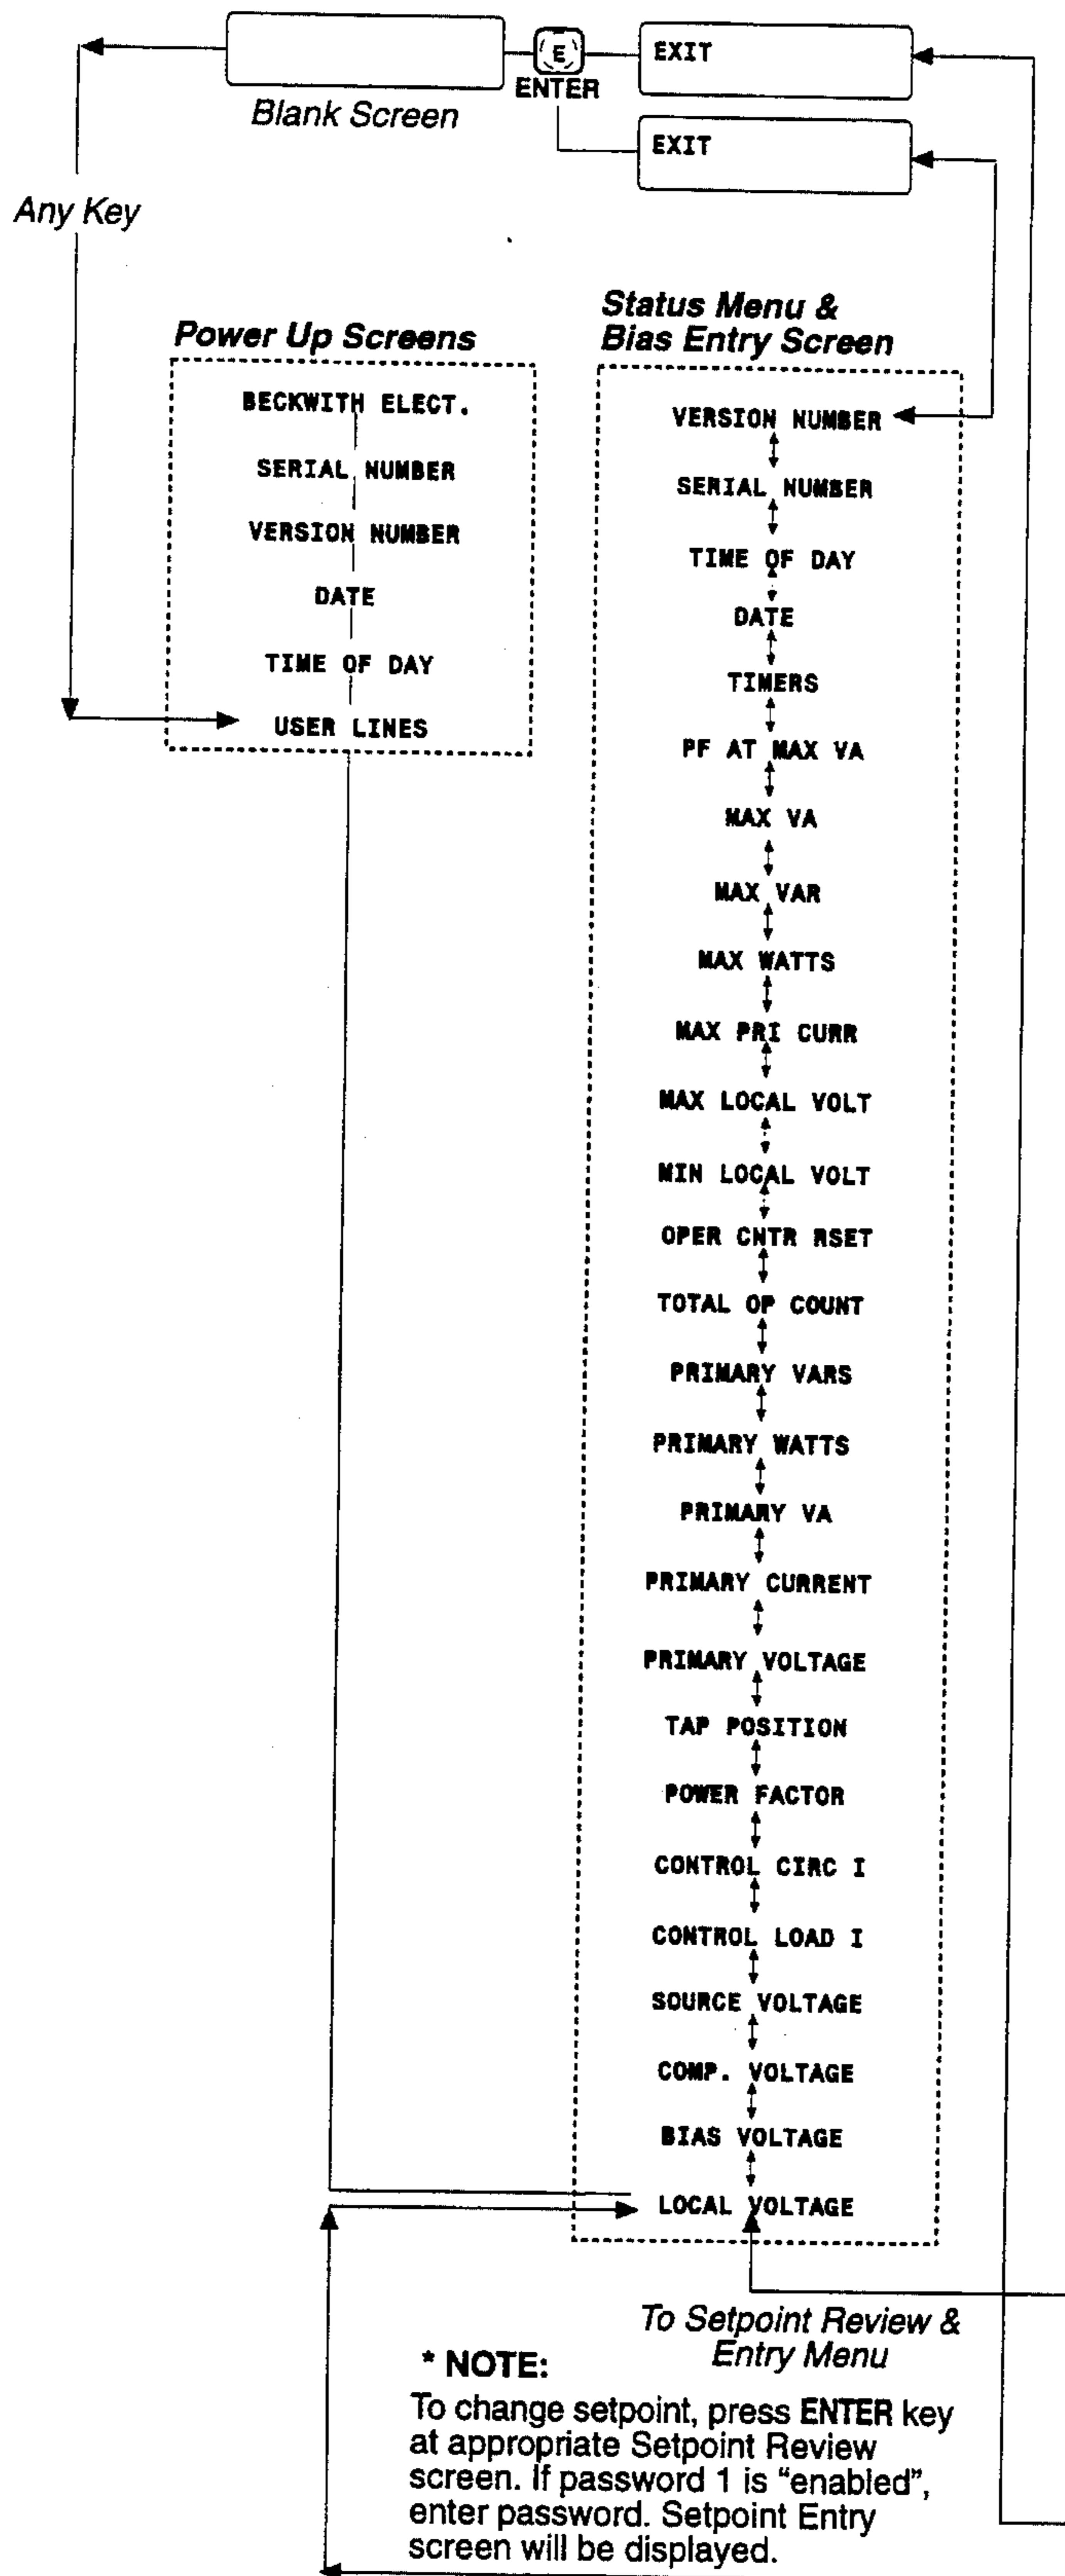 EXIT
E
ENTER
Blank Screen
EXIT
Any Key
Power Up Screens
BECKWITH ELECT.
SERIAL NUMBER
VERSION NUMBER
DATE
TIME OF DAY
USER LINES
Status Menu &
Bias Entry Screen
VERSION NUMBER
SERIAL NUMBER
TIME OF DAY
DATE
TIMERS
PF AT MAX VA
MAX VA
MAX VAR
MAX WATTS
MAX PRI CURR
MAX LOCAL VOLT
MIN LOCAL VOLT
OPER CNTR RSET
TOTAL OP COUNT
PRIMARY VARS
PRIMARY WATTS
PRIMARY VA
PRIMARY CURRENT
PRIMARY VOLTAGE
TAP POSITION
POWER FACTOR
CONTROL CIRC I
CONTROL LOAD I
SOURCE VOLTAGE
COMP. VOLTAGE
BIAS VOLTAGE
LOCAL VOLTAGE
To Setpoint Review &
Entry Menu
* NOTE:
To change setpoint, press ENTER key
at appropriate Setpoint Review
screen. If password 1 is “enabled”,
enter password. Setpoint Entry
screen will be displayed.